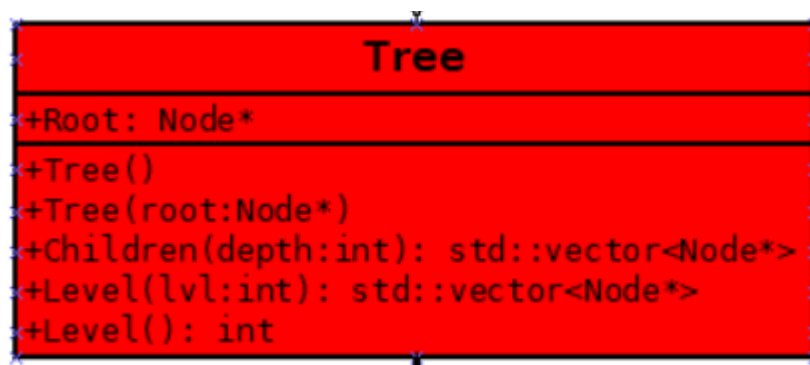 Tree
+Root: Node*
+Tree()
+Tree(root:Node*)
+Children(depth:int): std::vector<Node*>
+Level(lvl:int): std::vector<Node*>
+Level(): int